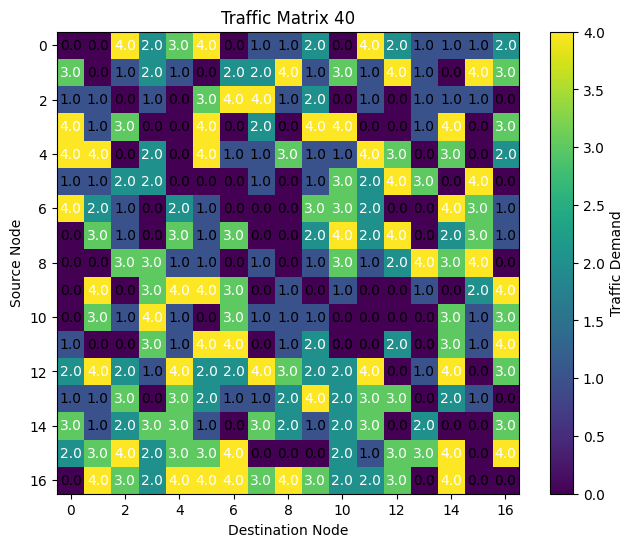 Traffic Matrix 40
0 0.0 0.0 4.0 2.0 3.0 4.0 0.0 1.0 1.0 2.0 0.0 4.0 2.0 1.0 1.0 1.0 2.0
3.0 0.0 1.0 2.0 1.0 0.0 2.0 2.0 4.0 1.0 3.0 1.0 4.0 1.0 0.0 4.0 3.0
2 1.0 1.0 0.0 1.0 0.0 3.0 4.0 4.0 1.0 2.0 0.0 1.0 0.0 1.0 1.0 1.0 0.0
4.0 1.0 3.0 0.0 0.0 4.0 0.0 2.0 0.0 4.0 4.0 0.0 0.0 1.0 4.0 0.0 3.0
4 4.0 4.0 0.0 2.0 0.0 4.0 1.0 1.0 3.0 1.0 1.0 4.0 3.0 0.0 3.0 0.0 2.0
1.0 1.0 2.0 2.0 0.0 0.0 0.0 1.0 0.0 1.0 3.0 2.0 4.0 3.0 0.0 4.0 0.0
6 4.0 2.0 1.0 0.0 2.0 1.0 0.0 0.0 0.0 3.0 3.0 2.0 0.0 0.0 4.0 3.0 1.0
0.0 3.0 1.0 0.0 3.0 1.0 3.0 0.0 0.0 2.0 4.0 2.0 4.0 0.0 2.0 3.0 1.0
8 0.0 0.0 3.0 3.0 1.0 1.0 0.0 1.0 0.0 1.0 3.0 1.0 2.0 4.0 3.0 4.0 0.0
0.0 4.0 0.0 3.0 4.0 4.0 3.0 0.0 1.0 0.0 1.0 0.0 0.0 1.0 0.0 2.0 4.0
10 0.0 3.0 1.0 4.0 1.0 0.0 3.0 1.0 1.0 1.0 0.0 0.0 0.0 0.0 3.0 1.0 3.0
1.0 0.0 0.0 3.0 1.0 4.0 4.0 0.0 1.0 2.0 0.0 0.0 2.0 0.0 3.0 1.0 4.0
12 2.0 4.0 2.0 1.0 4.0 2.0 2.0 4.0 3.0 2.0 2.0 4.0 0.0 1.0 4.0 0.0 3.0
1.0 1.0 3.0 0.0 3.0 2.0 1.0 1.0 2.0 4.0 2.0 3.0 3.0 0.0 2.0 1.0 0.0
14 3.0 1.0 2.0 3.0 3.0 1.0 0.0 3.0 2.0 1.0 2.0 3.0 0.0 2.0 0.0 0.0 3.0
2.0 3.0 4.0 2.0 3.0 3.0 4.0 0.0 0.0 0.0 2.0 1.0 3.0 3.0 4.0 0.0 4.0
16 0.0 4.0 3.0 2.0 4.0 4.0 4.0 3.0 4.0 3.0 2.0 2.0 3.0 0.0 4.0 0.0 0.0
0 2 4 6 8 10 12 14 16
Destination Node
Source Node
4.0
3.5
3.0
2.5
2.0
1.5
1.0
0.5
0.0
Traffic Demand